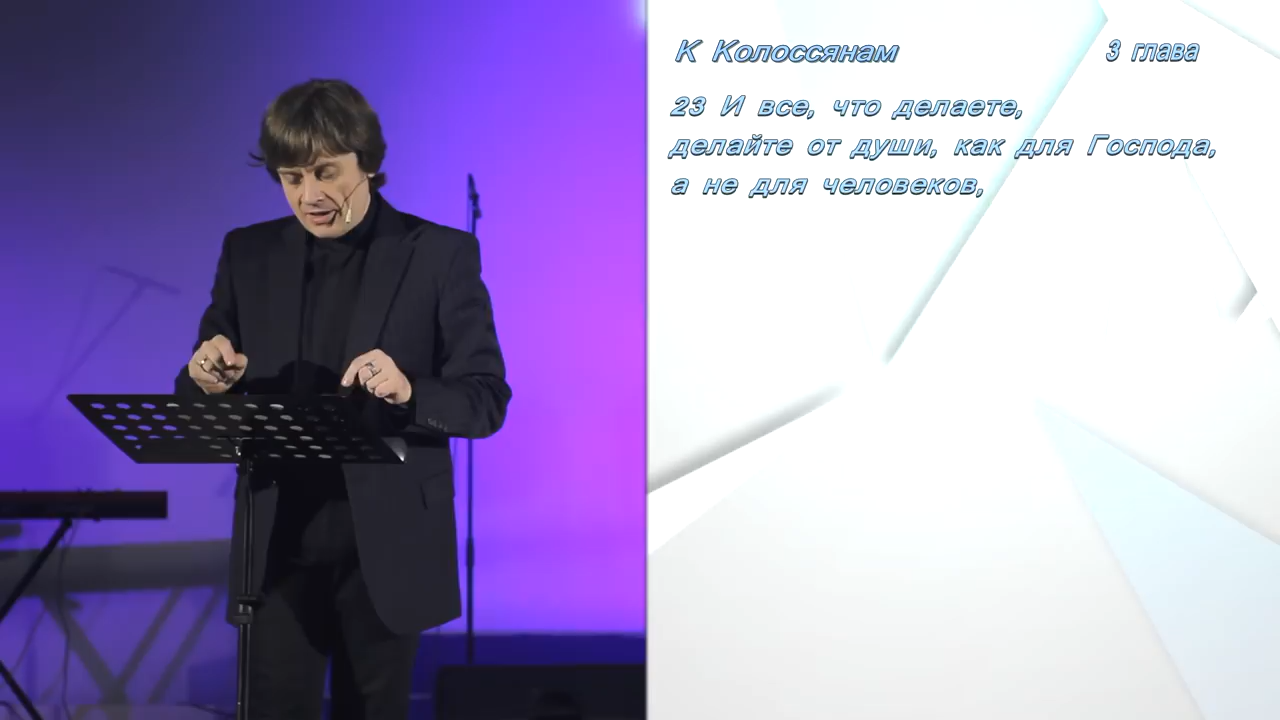 К Колоссянам 3 глава
23 И все, что делаете,
делайте от души, как для Господа,
а не для человеков,